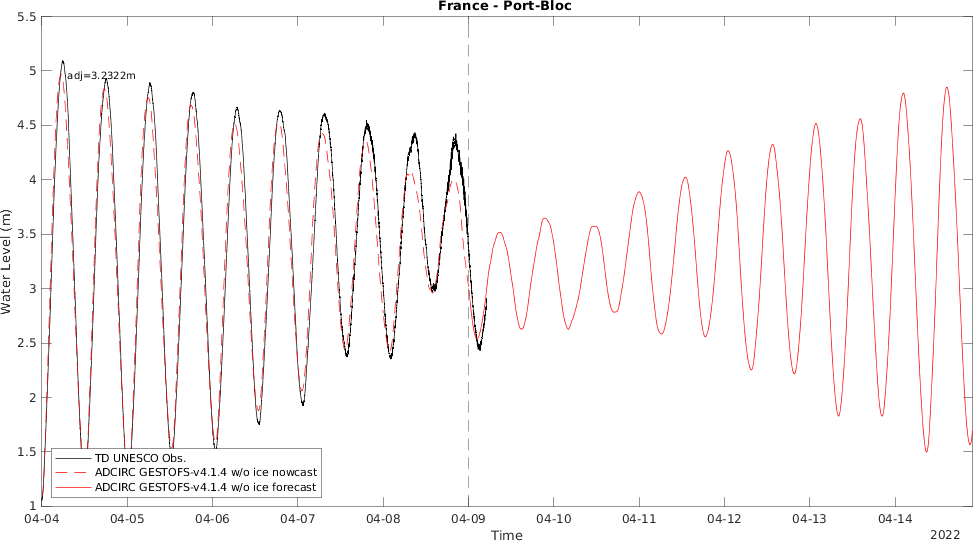 France - Port-Bloc
5.5
5
4.5
4
3.5
3
2.5
2
1.5
1
Water Level (m)
adj=3.2322m
TD UNESCO Obs.
ADCIRC GESTOFS-v4.1.4 w/o ice nowcast
ADCIRC GESTOFS-v4.1.4 w/o ice forecast
04-04 04-05 04-06 04-07 04-08 04-09 04-10 04-11 04-12 04-13 04-14
Time
2022